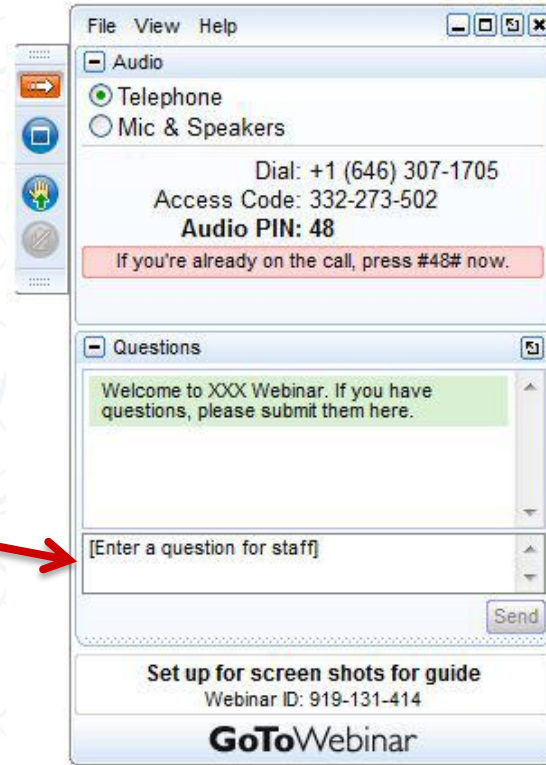 File View Help
Audio
Telephone
Mic & Speakers
Dial: +1 (646) 307-1705
Access Code: 332-273-502
Audio PIN: 48
If you're already on the call, press #48# now.
Questions
Welcome to XXX Webinar. If you have
questions, please submit them here.
[Enter a question for staff]
Send
Set up for screen shots for guide
Webinar ID: 919-131-414
GoToWebinar